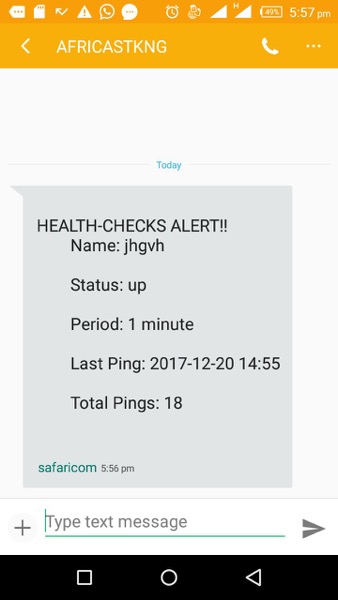 H
49%
5:57 pm
AFRICASTKNG
Today
HEALTH-CHECKS ALERT!!
Name: jhgvh
Status: up
Period: 1 minute
Last Ping: 2017-12-20 14:55
Total Pings: 18
safaricom 5:56 pm
Type text message